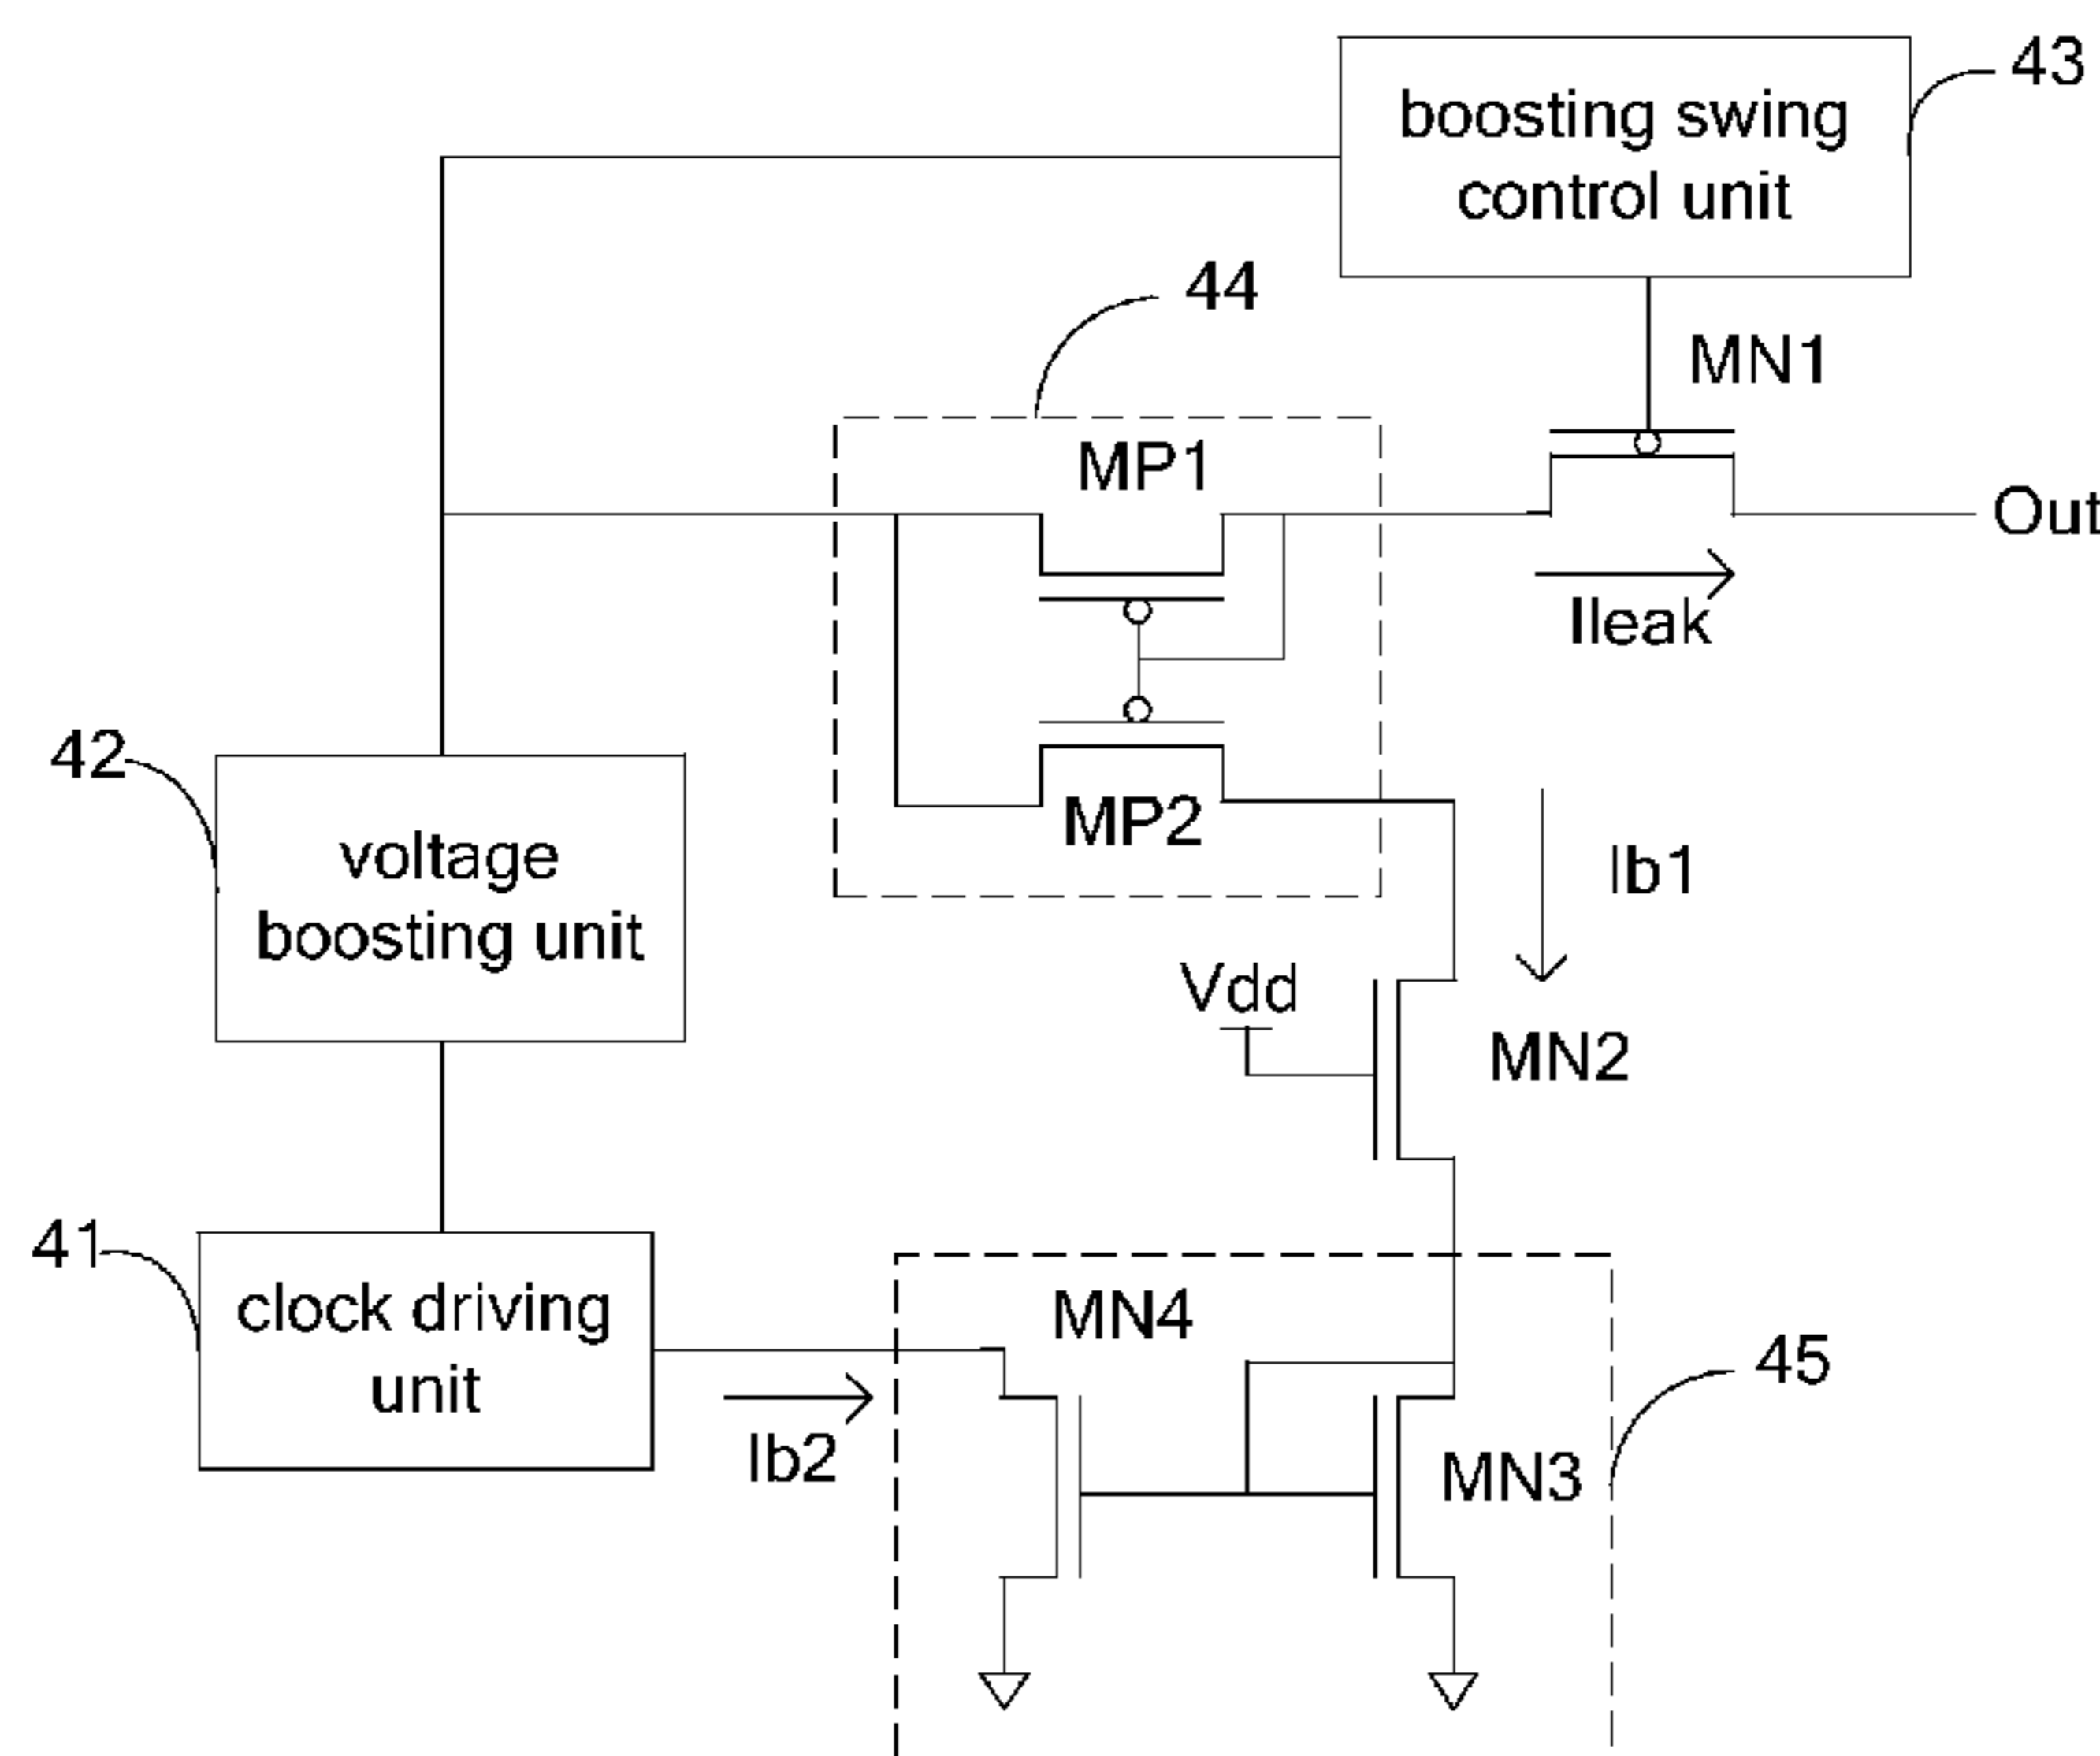 43
boosting swing
control unit
44
MN1
MP1
Out
Ileak
42
MP2
voltage
boosting unit
Ib1
Vdd
MN2
41
clock driving
unit
MN4
45
Ib2
MN3